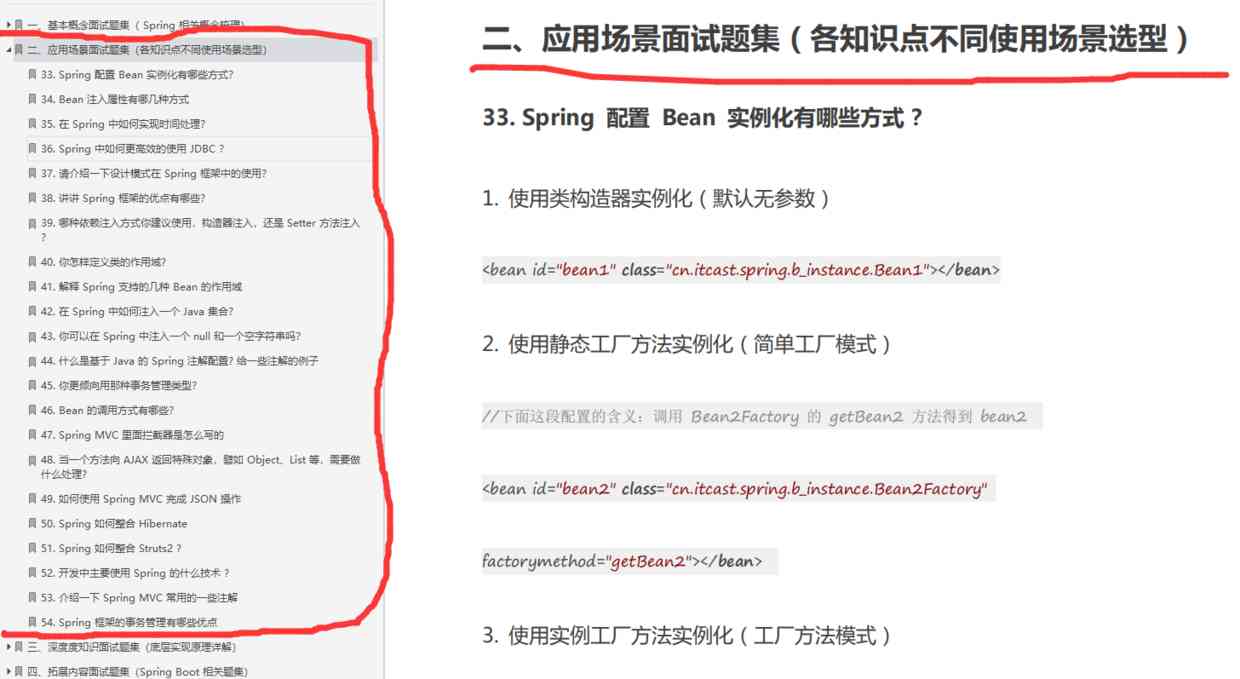 一、基本概念面试题集（ Spring 相关概念梳理）
二、应用场景面试题集（各知识点不同使用场景选型）
33. Spring 配置 Bean 实例化有哪些方式?
34. Bean 注入属性有哪几种方式
35. 在 Spring 中如何实现时间处理?
36. Spring 中如何更高效的使用 JDBC ?
37. 请介绍一下设计模式在 Spring 框架中的使用?
38. 讲讲 Spring 框架的优点有哪些?
39. 哪种依赖注入方式你建议使用，构造器注入，还是 Setter 方法注入
?
40. 你怎样定义类的作用域?
41. 解释 Spring 支持的几种 Bean 的作用域
42. 在 Spring 中如何注入一个 Java 集合?
43. 你可以在 Spring 中注入一个 null 和一个空字符串吗?
44. 什么是基于 Java 的 Spring 注解配置? 给一些注解的例子
45. 你更倾向用那种事务管理类型?
46. Bean 的调用方式有哪些?
47. Spring MVC 里面拦截器是怎么写的
48. 当一个方法向 AJAX 返回特殊对象，譬如 Object、List 等，需要做
什么处理?
49. 如何使用 Spring MVC 完成 JSON 操作
50. Spring 如何整合 Hibernate
51. Spring 如何整合 Struts2 ?
52. 开发中主要使用 Spring 的什么技术 ?
53. 介绍一下 Spring MVC 常用的一些注解
54. Spring 框架的事务管理有哪些优点
三、深度度知识面试题集（底层实现原理详解）
四、拓展内容面试题集（Spring Boot 相关题集）
二、应用场景面试题集（各知识点不同使用场景选型）
33. Spring 配置 Bean 实例化有哪些方式？
1. 使用类构造器实例化（默认无参数）
<bean id="bean1" class="cn.itcast.spring.b_instance.Bean1"></bean>
2. 使用静态工厂方法实例化（简单工厂模式）
//下面这段配置的含义：调用 Bean2Factory 的 getBean2 方法得到 bean2
<bean id="bean2" class="cn.itcast.spring.b_instance.Bean2Factory"
factorymethod="getBean2"></bean>
3. 使用实例工厂方法实例化（工厂方法模式）